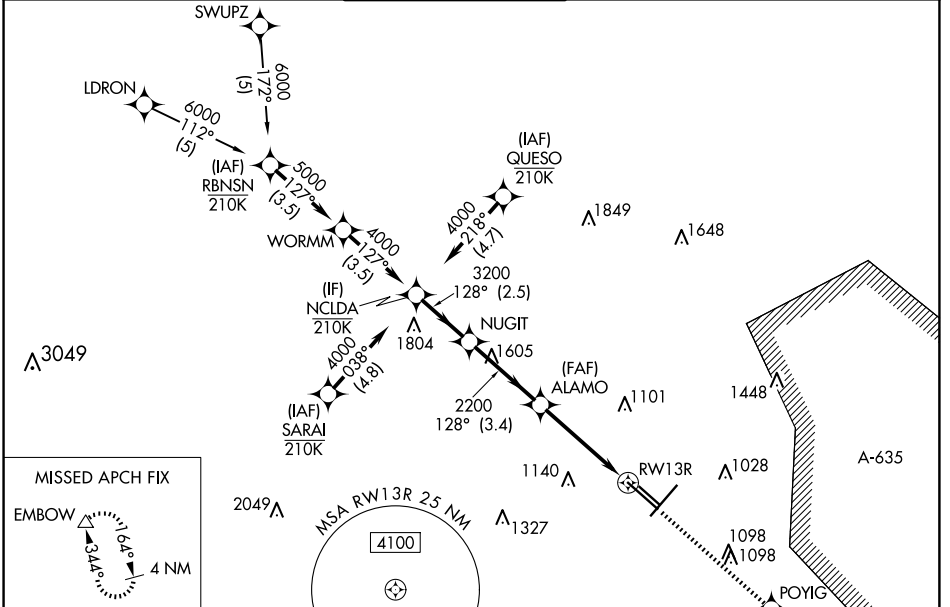 SWUPZ
6000
172°
(5)
LDRON
6000
112°
(5)
(IAF)
RBNSN
210K
5000
127°
(3.5)
(IAF)
QUESO
210K
4000
218°
(4.7)
1849
1648
WORMM
4000
127°
(3.5)
3200
128° (2.5)
(IF)
NCLDA
210K
1804
NUGIT
1605
3049
4000
038°
(4.8)
(IAF)
SARAI
210K
(FAF)
ALAMO
2200
128° (3.4)
1101
1448
A-635
1140
RW13R
1028
MISSED APCH FIX
EMBOW
164°
344°
4 NM
2049
MSA RW13R 25 NM
4100
1327
1098
1098
POYIG